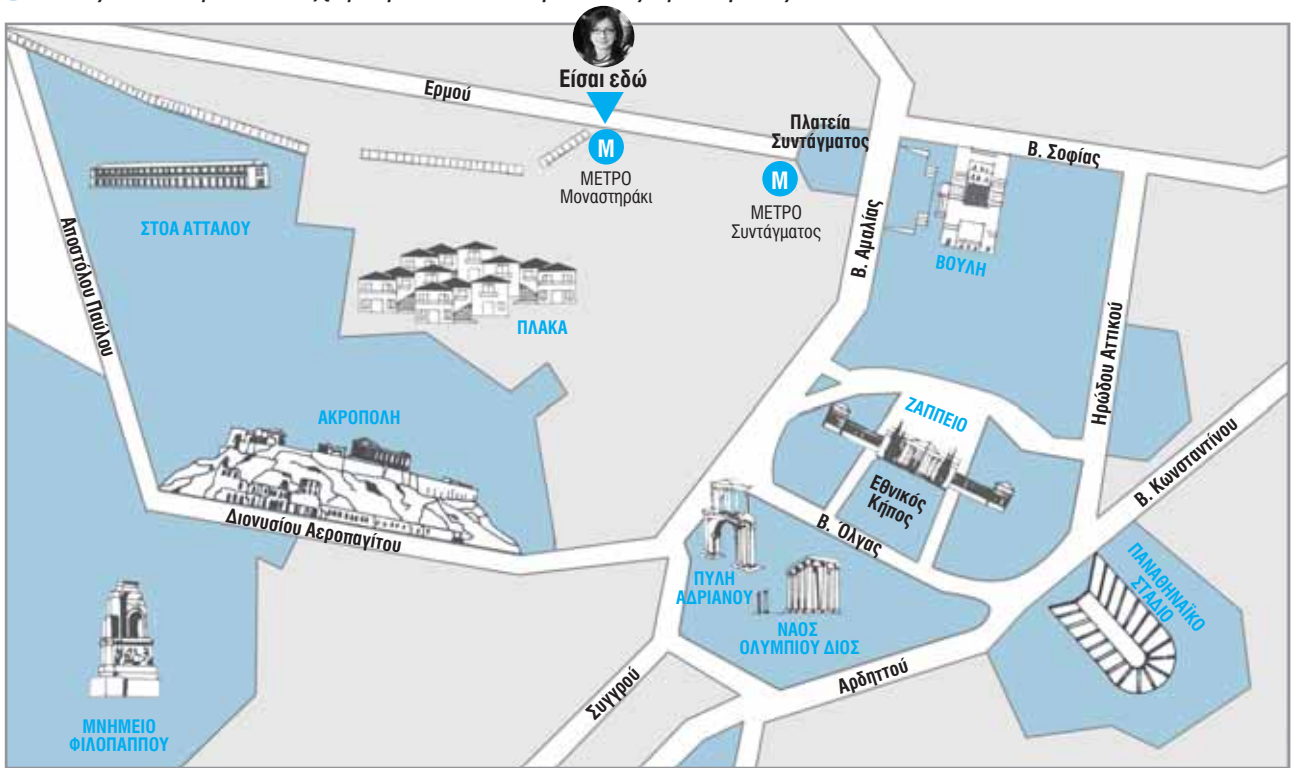 Είσαι εδώ
Ερμού
Πλατεία
Συντάγματος
Β. Σοφίας
M
ΜΕΤΡΟ
Μοναστηράκι
M
ΜΕΤΡΟ
Συντάγματος
Β. Αμαλίας
ΒΟΥΛΗ
ΣΤΟΑ ΑΤΤΑΛΟΥ
Αποστόλου Παύλου
ΠΛΑΚΑ
Ηρώδου Αττικού
ΑΚΡΟΠΟΛΗ
ΖΑΠΠΕΙΟ
Β. Κωνσταντίνου
Εθνικός
Κήπος
Διονυσίου Αεροπαγίτου
Β. Όλγας
ΠΥΛΗ
ΑΔΡΙΑΝΟΥ
ΠΑΝΑΘΗΝΑΪΚΟ
ΣΤΑΔΙΟ
ΝΑΟΣ
ΟΛΥΜΠΙΟΥ ΔΙΟΣ
Συγγρού
Αρδηττού
ΜΝΗΜΕΙΟ
ΦΙΛΟΠΑΠΠΟΥ